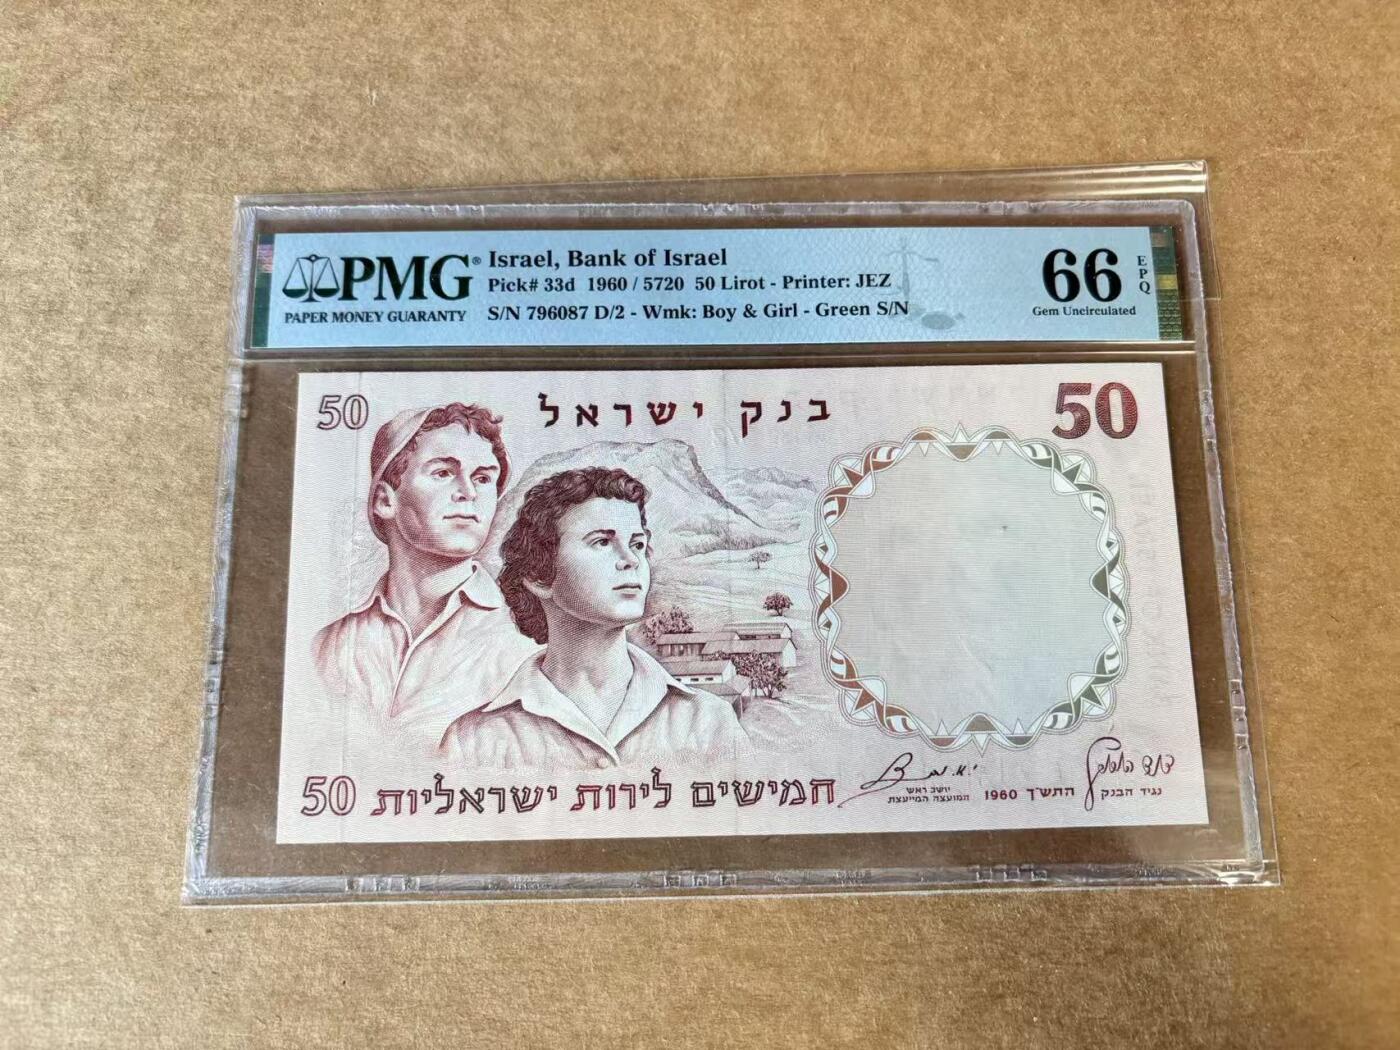 PMG®
PAPER MONEY GUARANTY
Israel, Bank of Israel
Pick# 33d 1960 / 5720 50 Lirot - Printer: JEZ
S/N 796087 D/2 - Wmk: Boy & Girl - Green S/N
66 EPQ
Gem Uncirculated
50
בנק ישראל
50
50 חמישים לירות ישראליות
יושב ראש
המועצה המייעצת
התש"ך 1960
נגיד הבנק